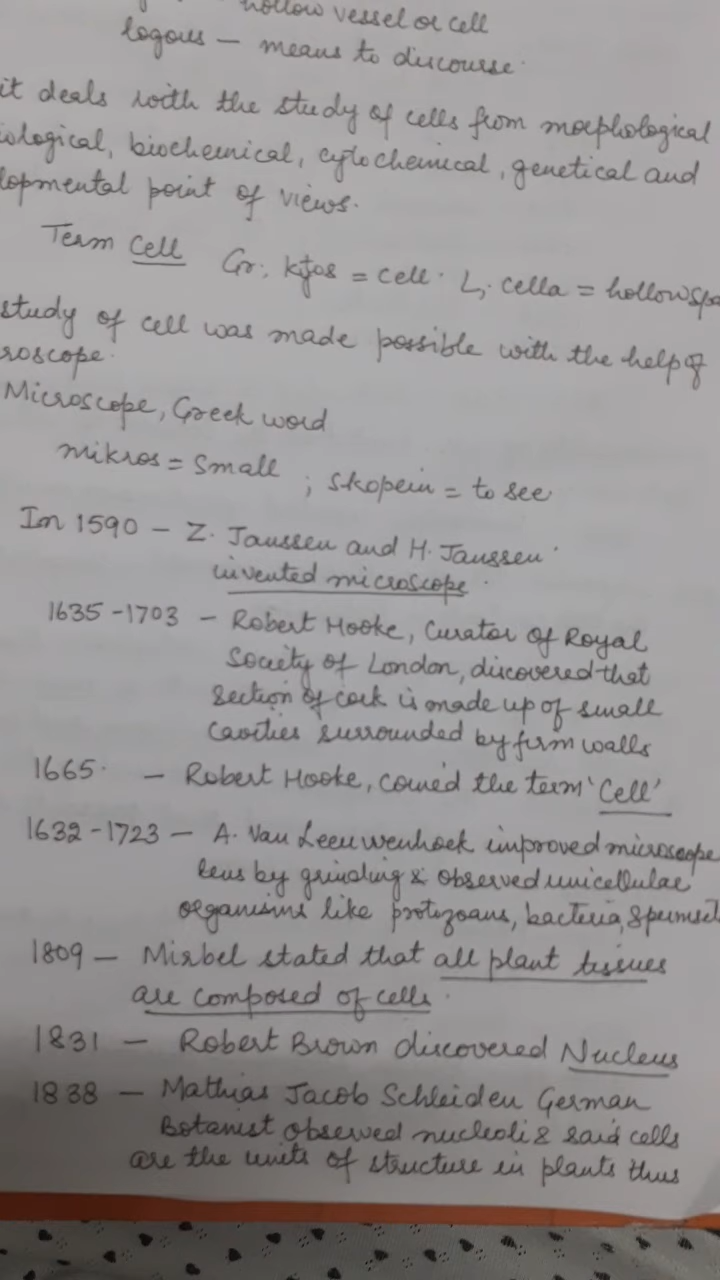 hollow vessel or cell
logous — means to discourse.
it deals with the study of cells from morphological
iological, biochemical, cytochemical, genetical and
lopmental point of views.
Term Cell Gr; kytos = cell. L; cella = hollow spa
study of cell was made possible with the help of
roscope.
Microscope, Greek word
mikros = Small ; skopein = to see
In 1590 — Z. Janssen and H. Janssen
invented microscope.
1635-1703 — Robert Hooke, Curator of Royal
Society of London, discovered that
section of cork is made up of small
cavities surrounded by firm walls
1665. — Robert Hooke, coined the term 'Cell'
1632-1723 — A. Van Leeuwenhoek improved microscope
lens by grinding & observed unicellular
organisms like protozoans, bacteria, sperms
1809 — Mirbel stated that all plant tissues
are composed of cells.
1831 — Robert Brown discovered Nucleus
1838 — Mathias Jacob Schleiden German
Botanist observed nucleoli & said cells
are the units of structure in plants thus